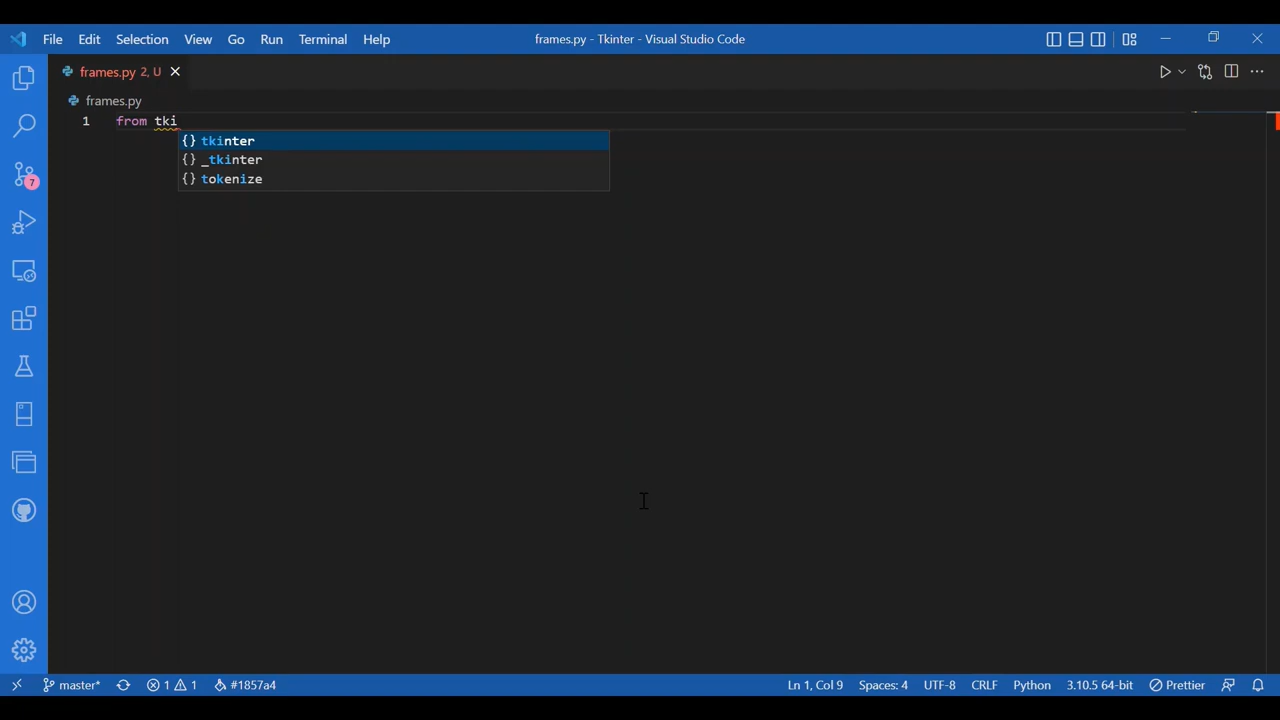 File Edit Selection View Go Run Terminal Help frames.py - Tkinter - Visual Studio Code
frames.py 2, U
frames.py
1 from tki
{} tkinter
{} _tkinter
{} tokenize
7
master* 1 1 #1857a4 Ln 1, Col 9 Spaces: 4 UTF-8 CRLF Python 3.10.5 64-bit Prettier